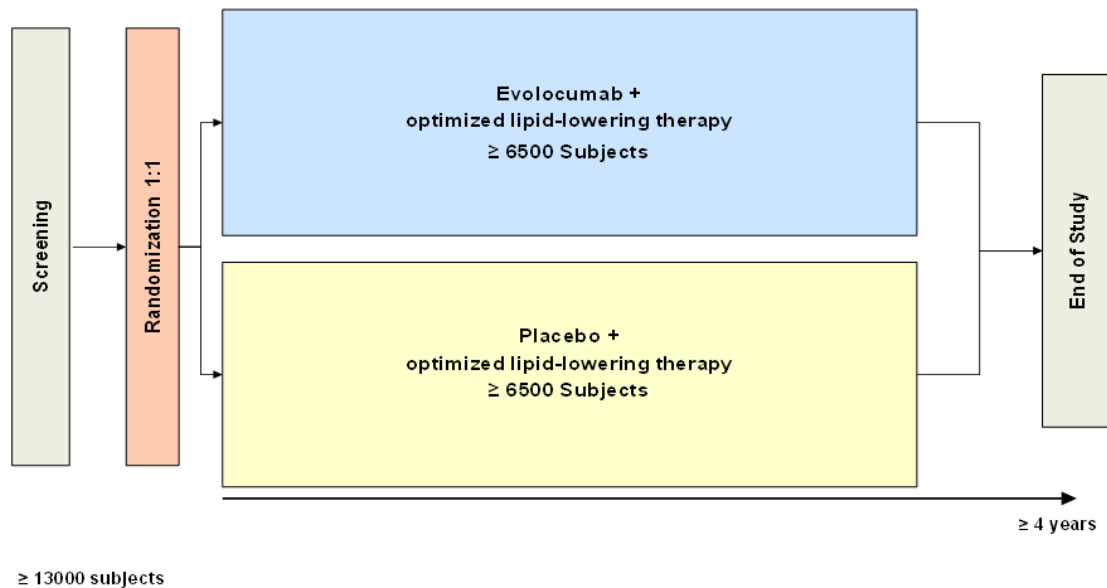 Screening
Randomization 1:1
Evolocumab +
optimized lipid-lowering therapy
≥ 6500 Subjects
Placebo +
optimized lipid-lowering therapy
≥ 6500 Subjects
End of Study
≥ 4 years
≥ 13000 subjects